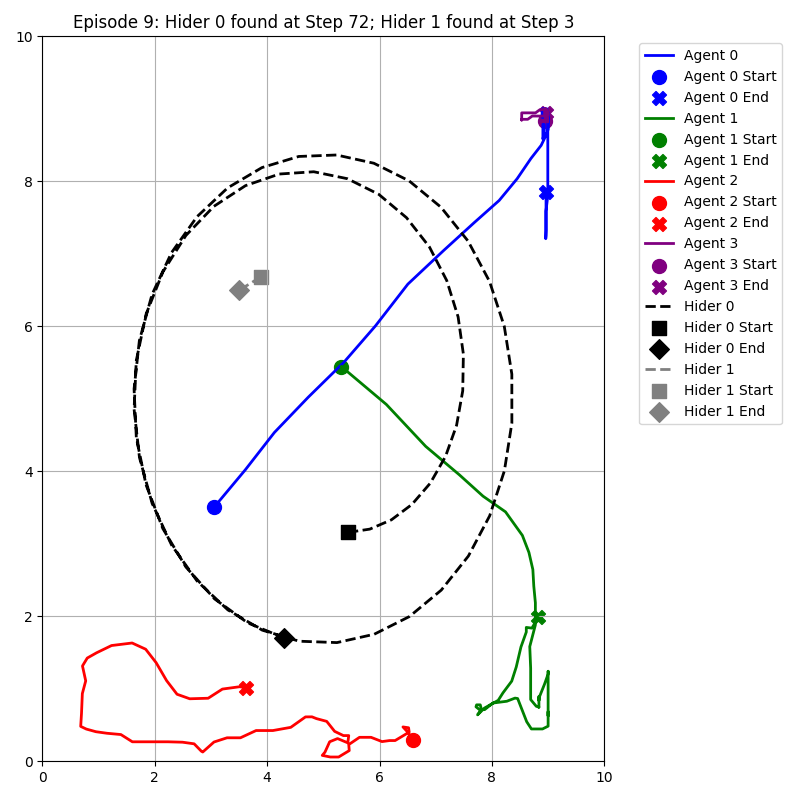 Episode 9: Hider 0 found at Step 72; Hider 1 found at Step 3
10
8
6
4
2
0
0
2
4
6
8
10
Agent 0
Agent 0 Start
Agent 0 End
Agent 1
Agent 1 Start
Agent 1 End
Agent 2
Agent 2 Start
Agent 2 End
Agent 3
Agent 3 Start
Agent 3 End
Hider 0
Hider 0 Start
Hider 0 End
Hider 1
Hider 1 Start
Hider 1 End